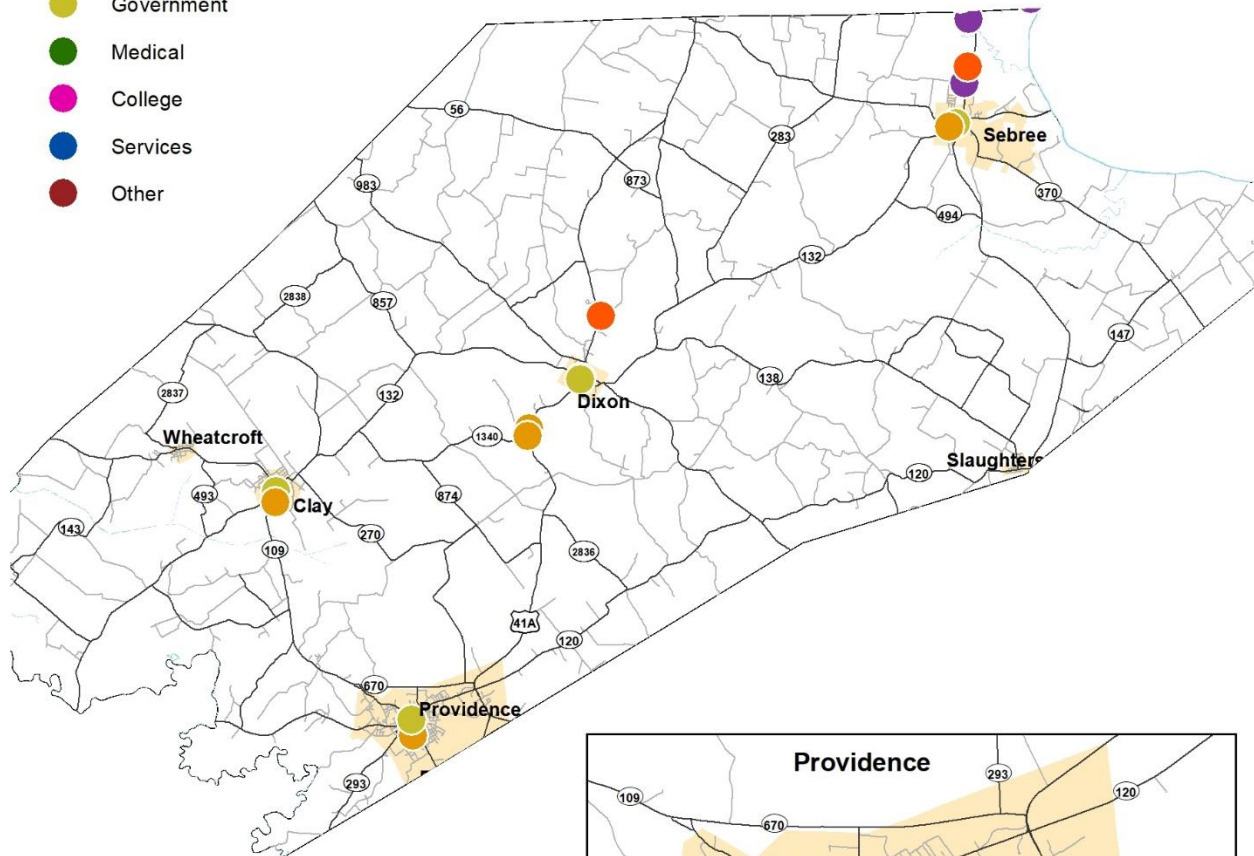 Government
Medical
College
Services
Other
56
283
Sebree
983
873
370
494
132
2838
857
147
138
2837
132
Dixon
Wheatcroft
1340
Slaughters
120
493
874
Clay
143
270
109
2836
41A
120
670
Providence
293
Providence
293
109
120
670